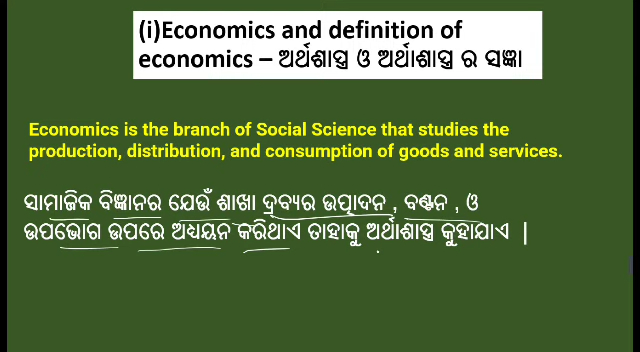 (i)Economics and definition of
economics – ଅର୍ଥଶାସ୍ତ୍ର ଓ ଅର୍ଥାଶାସ୍ତ୍ର ର ସଜ୍ଞା
Economics is the branch of Social Science that studies the
production, distribution, and consumption of goods and services.
ସାମାଜିକ ବିଜ୍ଞାନର ଯେଉଁ ଶାଖା ଦ୍ରବ୍ୟର ଉତ୍ପାଦନ , ବଣ୍ଟନ , ଓ
ଉପଭୋଗ ଉପରେ ଅଧ୍ୟୟନ କରିଥାଏ ତାହାକୁ ଅର୍ଥାଶାସ୍ତ୍ର କୁହାଯାଏ |